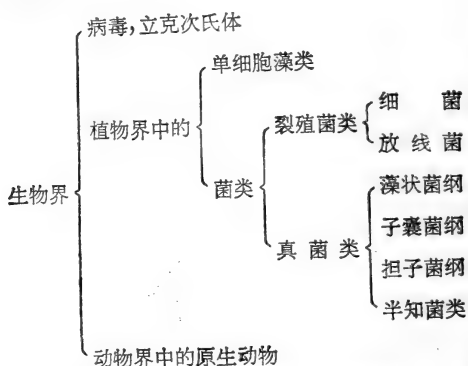 病毒，立克次氏体
单细胞藻类
细菌
裂殖菌类
植物界中的
放线菌
菌类
藻状菌纲
生物界
子囊菌纲
真菌类
担子菌纲
半知菌类
动物界中的原生动物